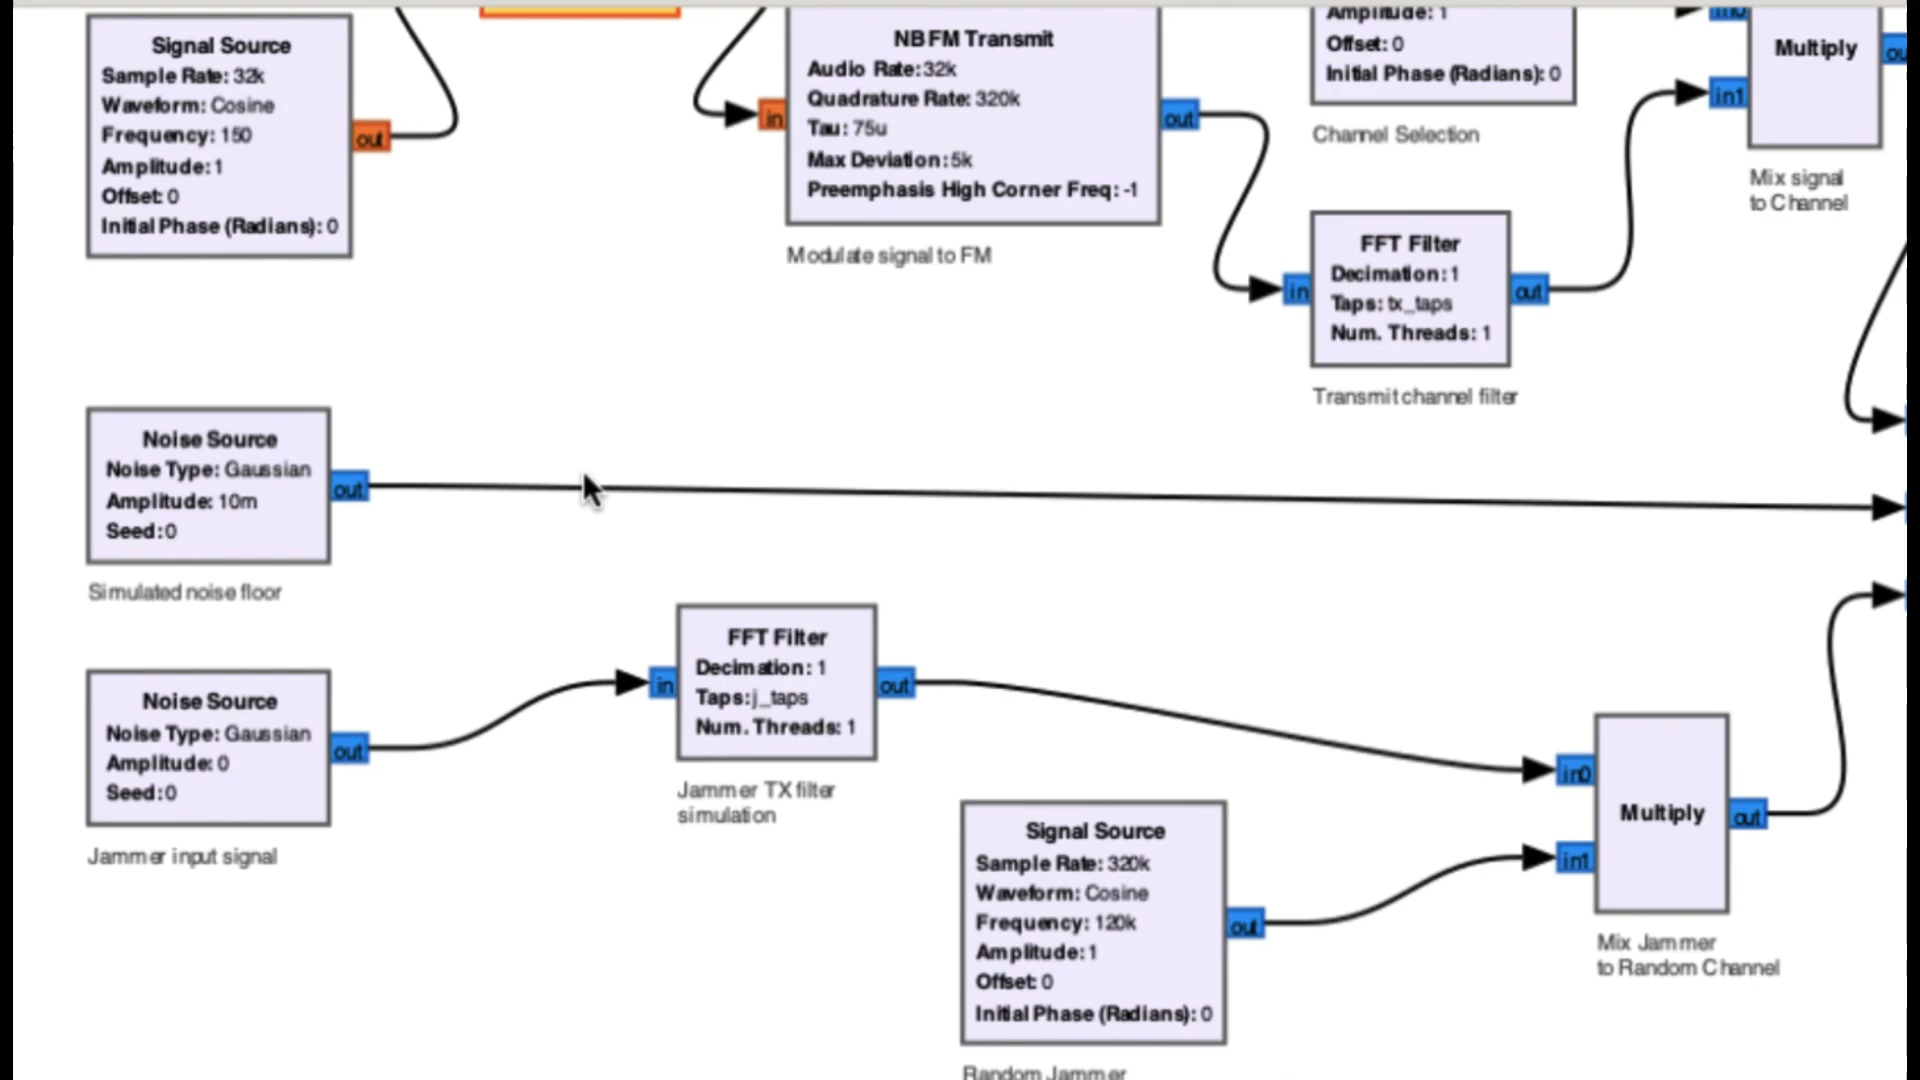 Signal Source
Sample Rate: 32k
Waveform: Cosine
Frequency: 150
Amplitude: 1
Offset: 0
Initial Phase (Radians): 0
out
in
NBFM Transmit
Audio Rate: 32k
Quadrature Rate: 320k
Tau: 75u
Max Deviation: 5k
Preemphasis High Corner Freq: -1
out
Modulate signal to FM
Amplitude: 1
Offset: 0
Initial Phase (Radians): 0
Channel Selection
in0
in1
Multiply
Mix signal
to Channel
in
FFT Filter
Decimation: 1
Taps: tx_taps
Num. Threads: 1
out
Transmit channel filter
Noise Source
Noise Type: Gaussian
Amplitude: 10m
Seed: 0
out
Simulated noise floor
Noise Source
Noise Type: Gaussian
Amplitude: 0
Seed: 0
out
Jammer input signal
in
FFT Filter
Decimation: 1
Taps: j_taps
Num. Threads: 1
out
Jammer TX filter
simulation
Signal Source
Sample Rate: 320k
Waveform: Cosine
Frequency: 120k
Amplitude: 1
Offset: 0
Initial Phase (Radians): 0
out
Random Jammer
in0
in1
Multiply
out
Mix Jammer
to Random Channel